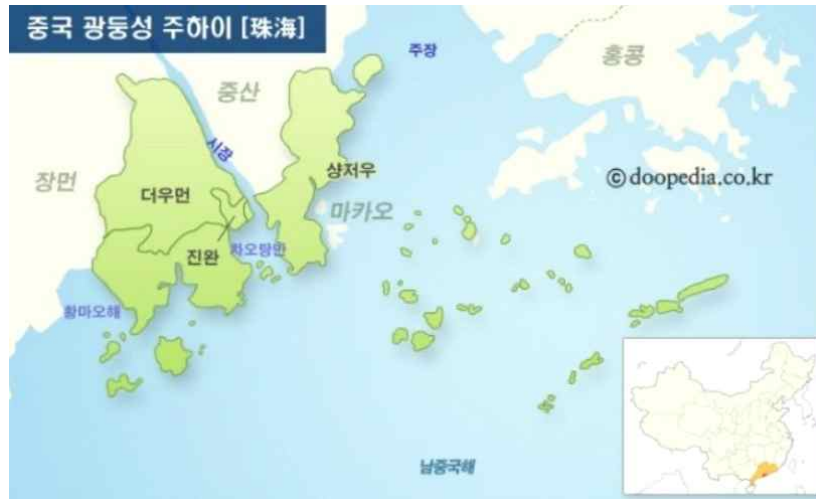 중국 광둥성 주하이 [珠海]
주장
홍콩
중산
시장
장먼
더우먼
샹저우
ⓒdoopedia.co.kr
마카오
진완
차오탕만
황마오해
남중국해